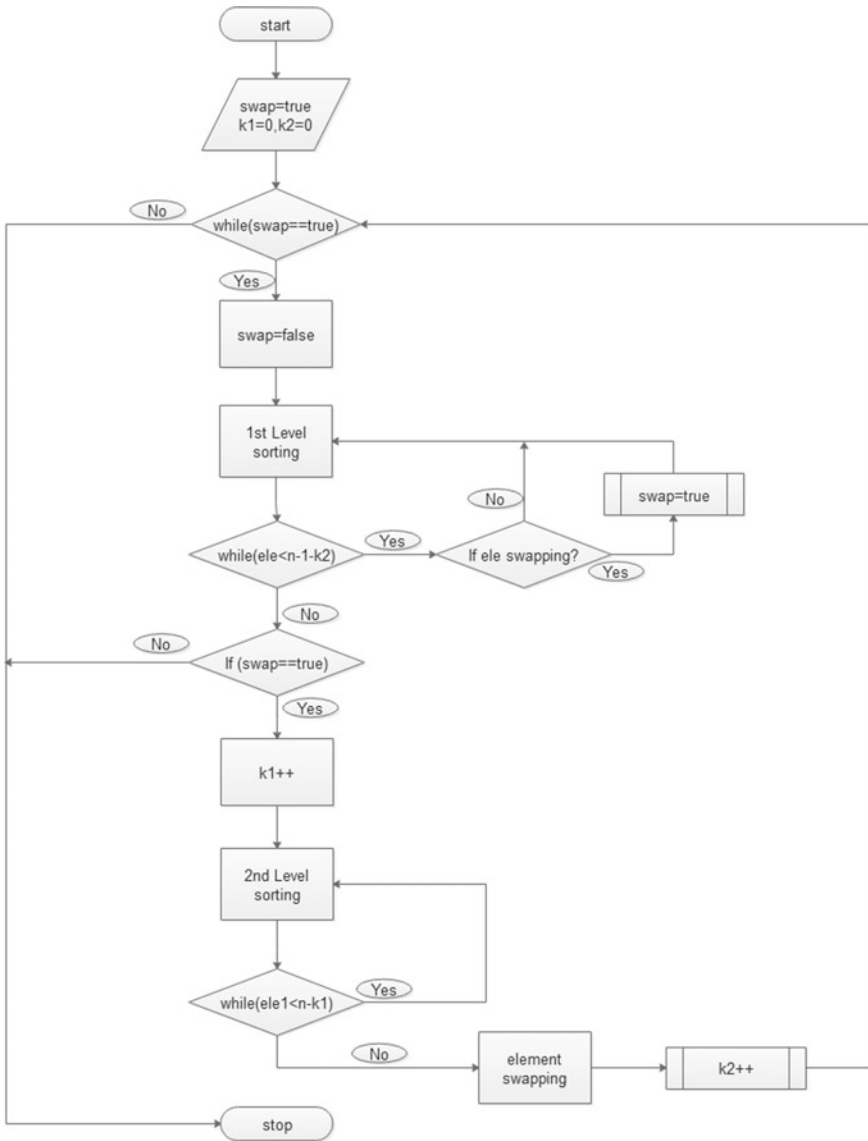 start
swap=true
k1=0,k2=0
No
while(swap==true)
Yes
swap=false
1st Level
sorting
No
swap=true
while(ele<n-1-k2)
Yes
If ele swapping?
Yes
No
No
If (swap==true)
Yes
k1++
2nd Level
sorting
while(ele1<n-k1)
Yes
No
element
swapping
k2++
stop